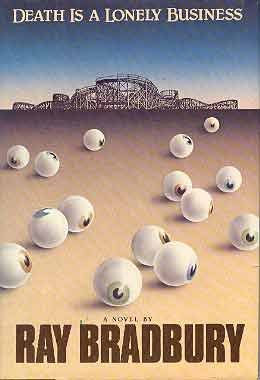 DEATH IS A LONELY BUSINESS
A NOVEL BY
RAY BRADBURY